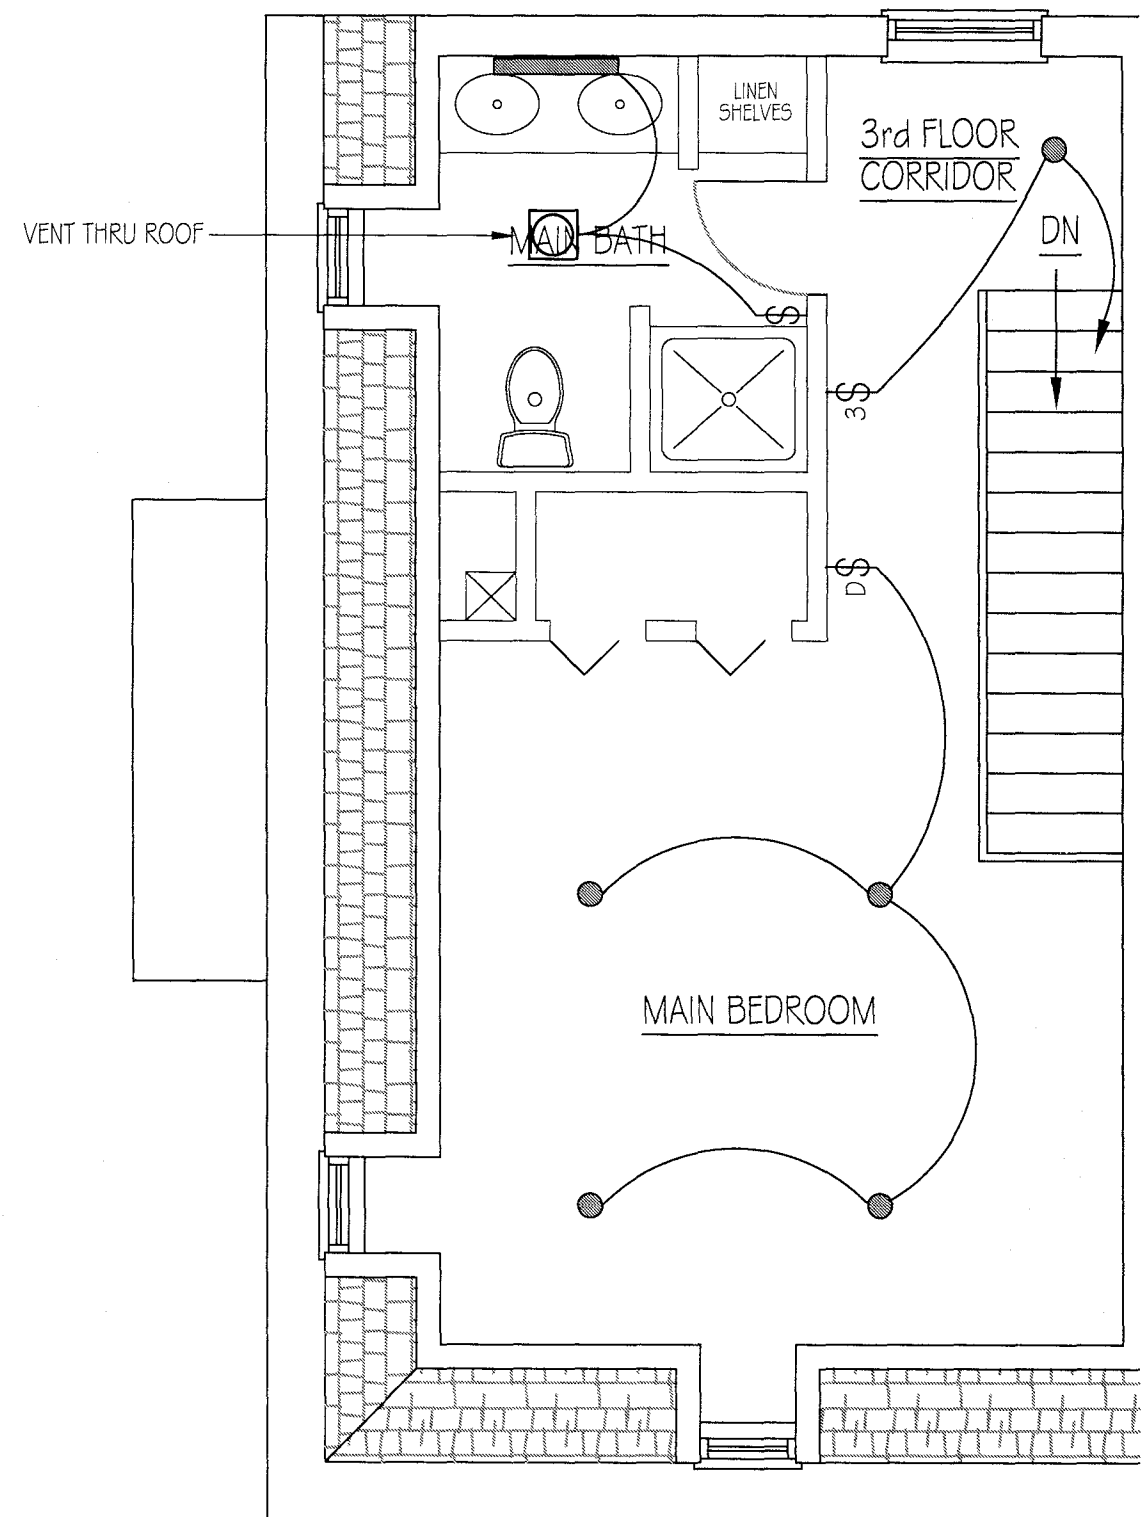 LINEN
SHELVES
3rd FLOOR
CORRIDOR
VENT THRU ROOF
MAIN BATH
DN
S
S
3
S
D
MAIN BEDROOM